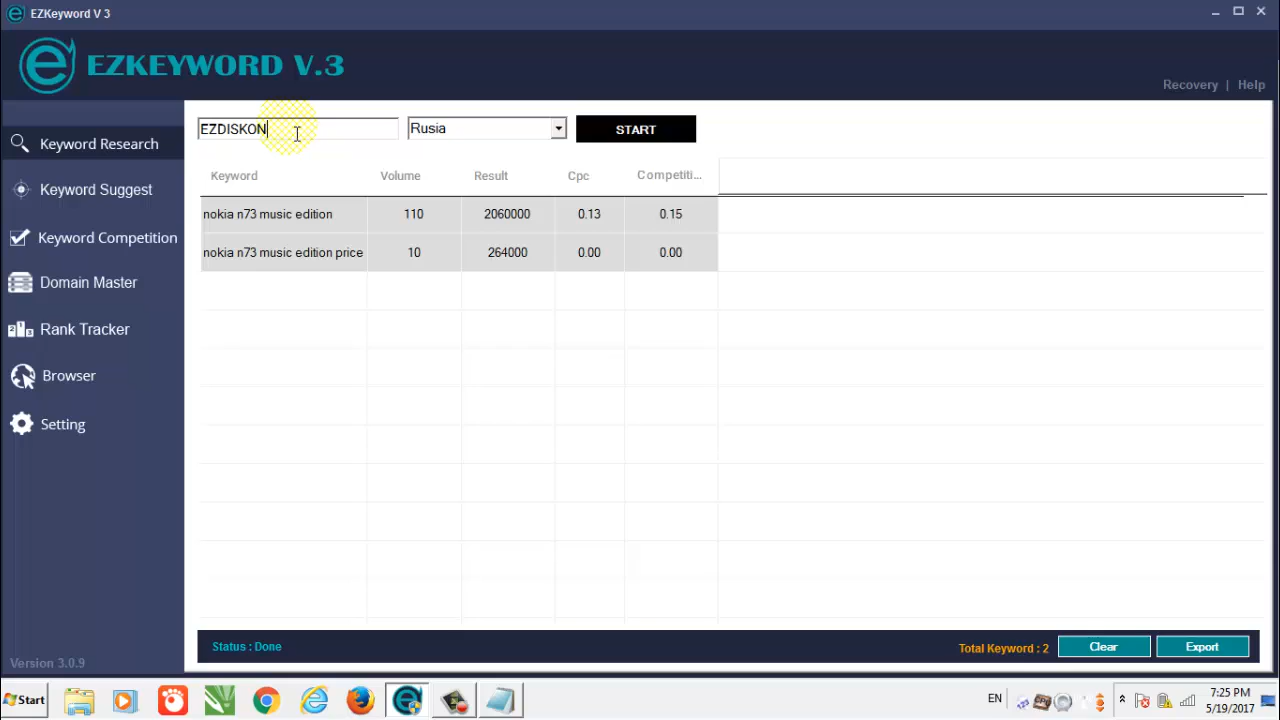 EZKeyword V 3
EZKEYWORD V.3
Recovery | Help
Keyword Research
Keyword Suggest
Keyword Competition
Domain Master
Rank Tracker
Browser
Setting
Version 3.0.9
EZDISKON Rusia START
Keyword Volume Result Cpc Competiti...
nokia n73 music edition 110 2060000 0.13 0.15
nokia n73 music edition price 10 264000 0.00 0.00
Status : Done Total Keyword : 2 Clear Export
Start EN 7:25 PM
5/19/2017